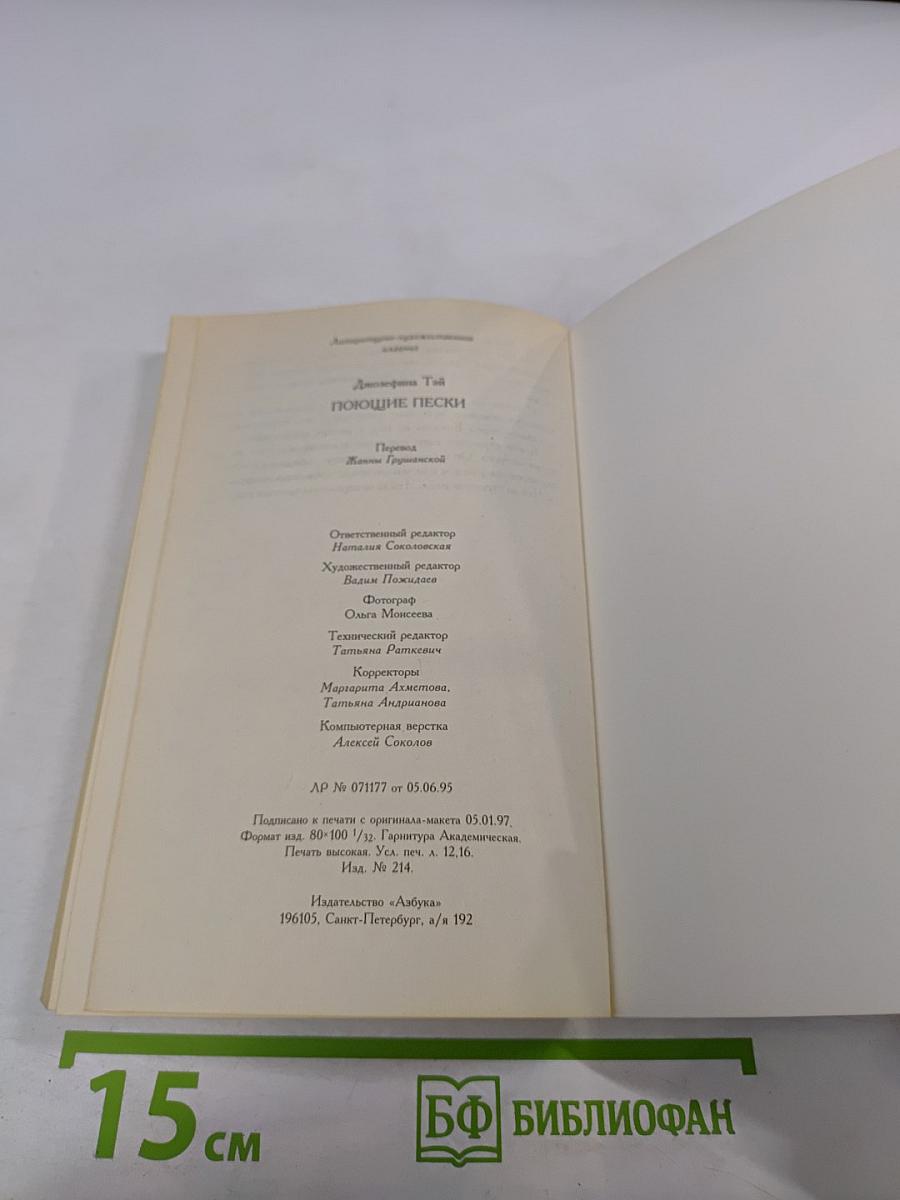 Литературно-художественное
издание
Джозефина Тэй
ПОЮЩИЕ ПЕСКИ
Перевод
Жанны Грушанской
Ответственный редактор
Наталия Соколовская
Художественный редактор
Вадим Пожидаев
Фотограф
Ольга Моисеева
Технический редактор
Татьяна Раткевич
Корректоры
Маргарита Ахметова,
Татьяна Андрианова
Компьютерная верстка
Алексей Соколов
ЛР № 071177 от 05.06.95
Подписано к печати с оригинала-макета 05.01.97.
Формат изд. 80×100 1/32. Гарнитура Академическая.
Печать высокая. Усл. печ. л. 12,16.
Изд. № 214.
Издательство «Азбука»
196105, Санкт-Петербург, а/я 192
15 см
БФ БИБЛИОФАН